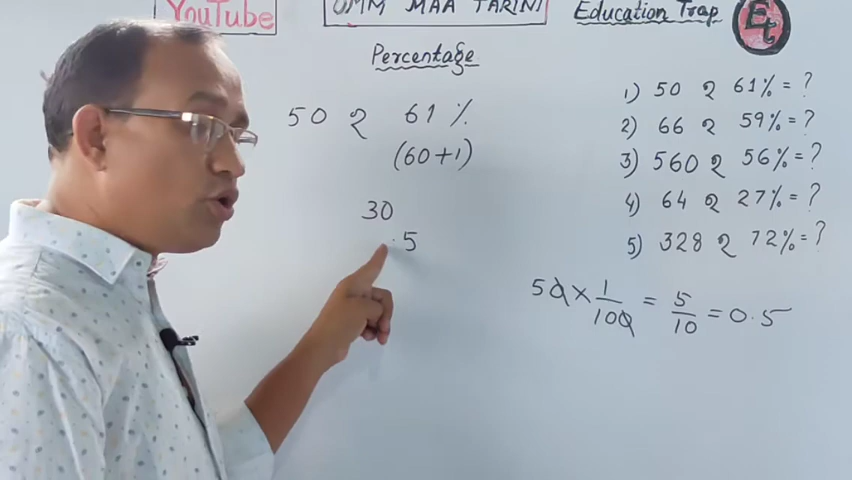 YouTube
UMM MAA TARINI
Education Trap
Et
Percentage
50 ର 61%
(60+1)
30
.5
1) 50 ର 61% = ?
2) 66 ର 59% = ?
3) 560 ର 56% = ?
4) 64 ର 27% = ?
5) 328 ର 72% = ?
50 × 1/100 = 5/10 = 0.5